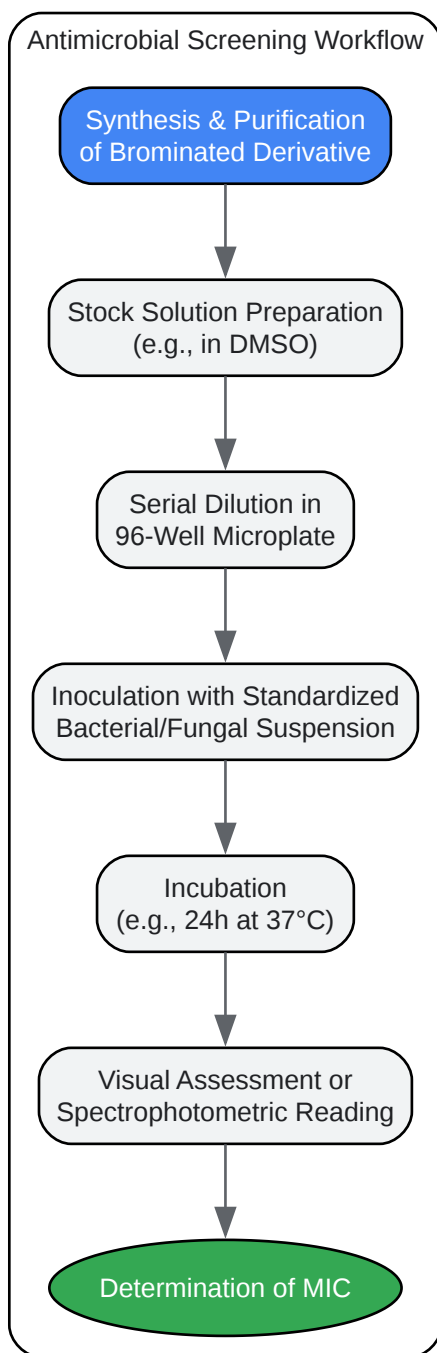 Antimicrobial Screening Workflow
Synthesis & Purification
of Brominated Derivative
Stock Solution Preparation
(e.g., in DMSO)
Serial Dilution in
96-Well Microplate
Inoculation with Standardized
Bacterial/Fungal Suspension
Incubation
(e.g., 24h at 37°C)
Visual Assessment or
Spectrophotometric Reading
Determination of MIC